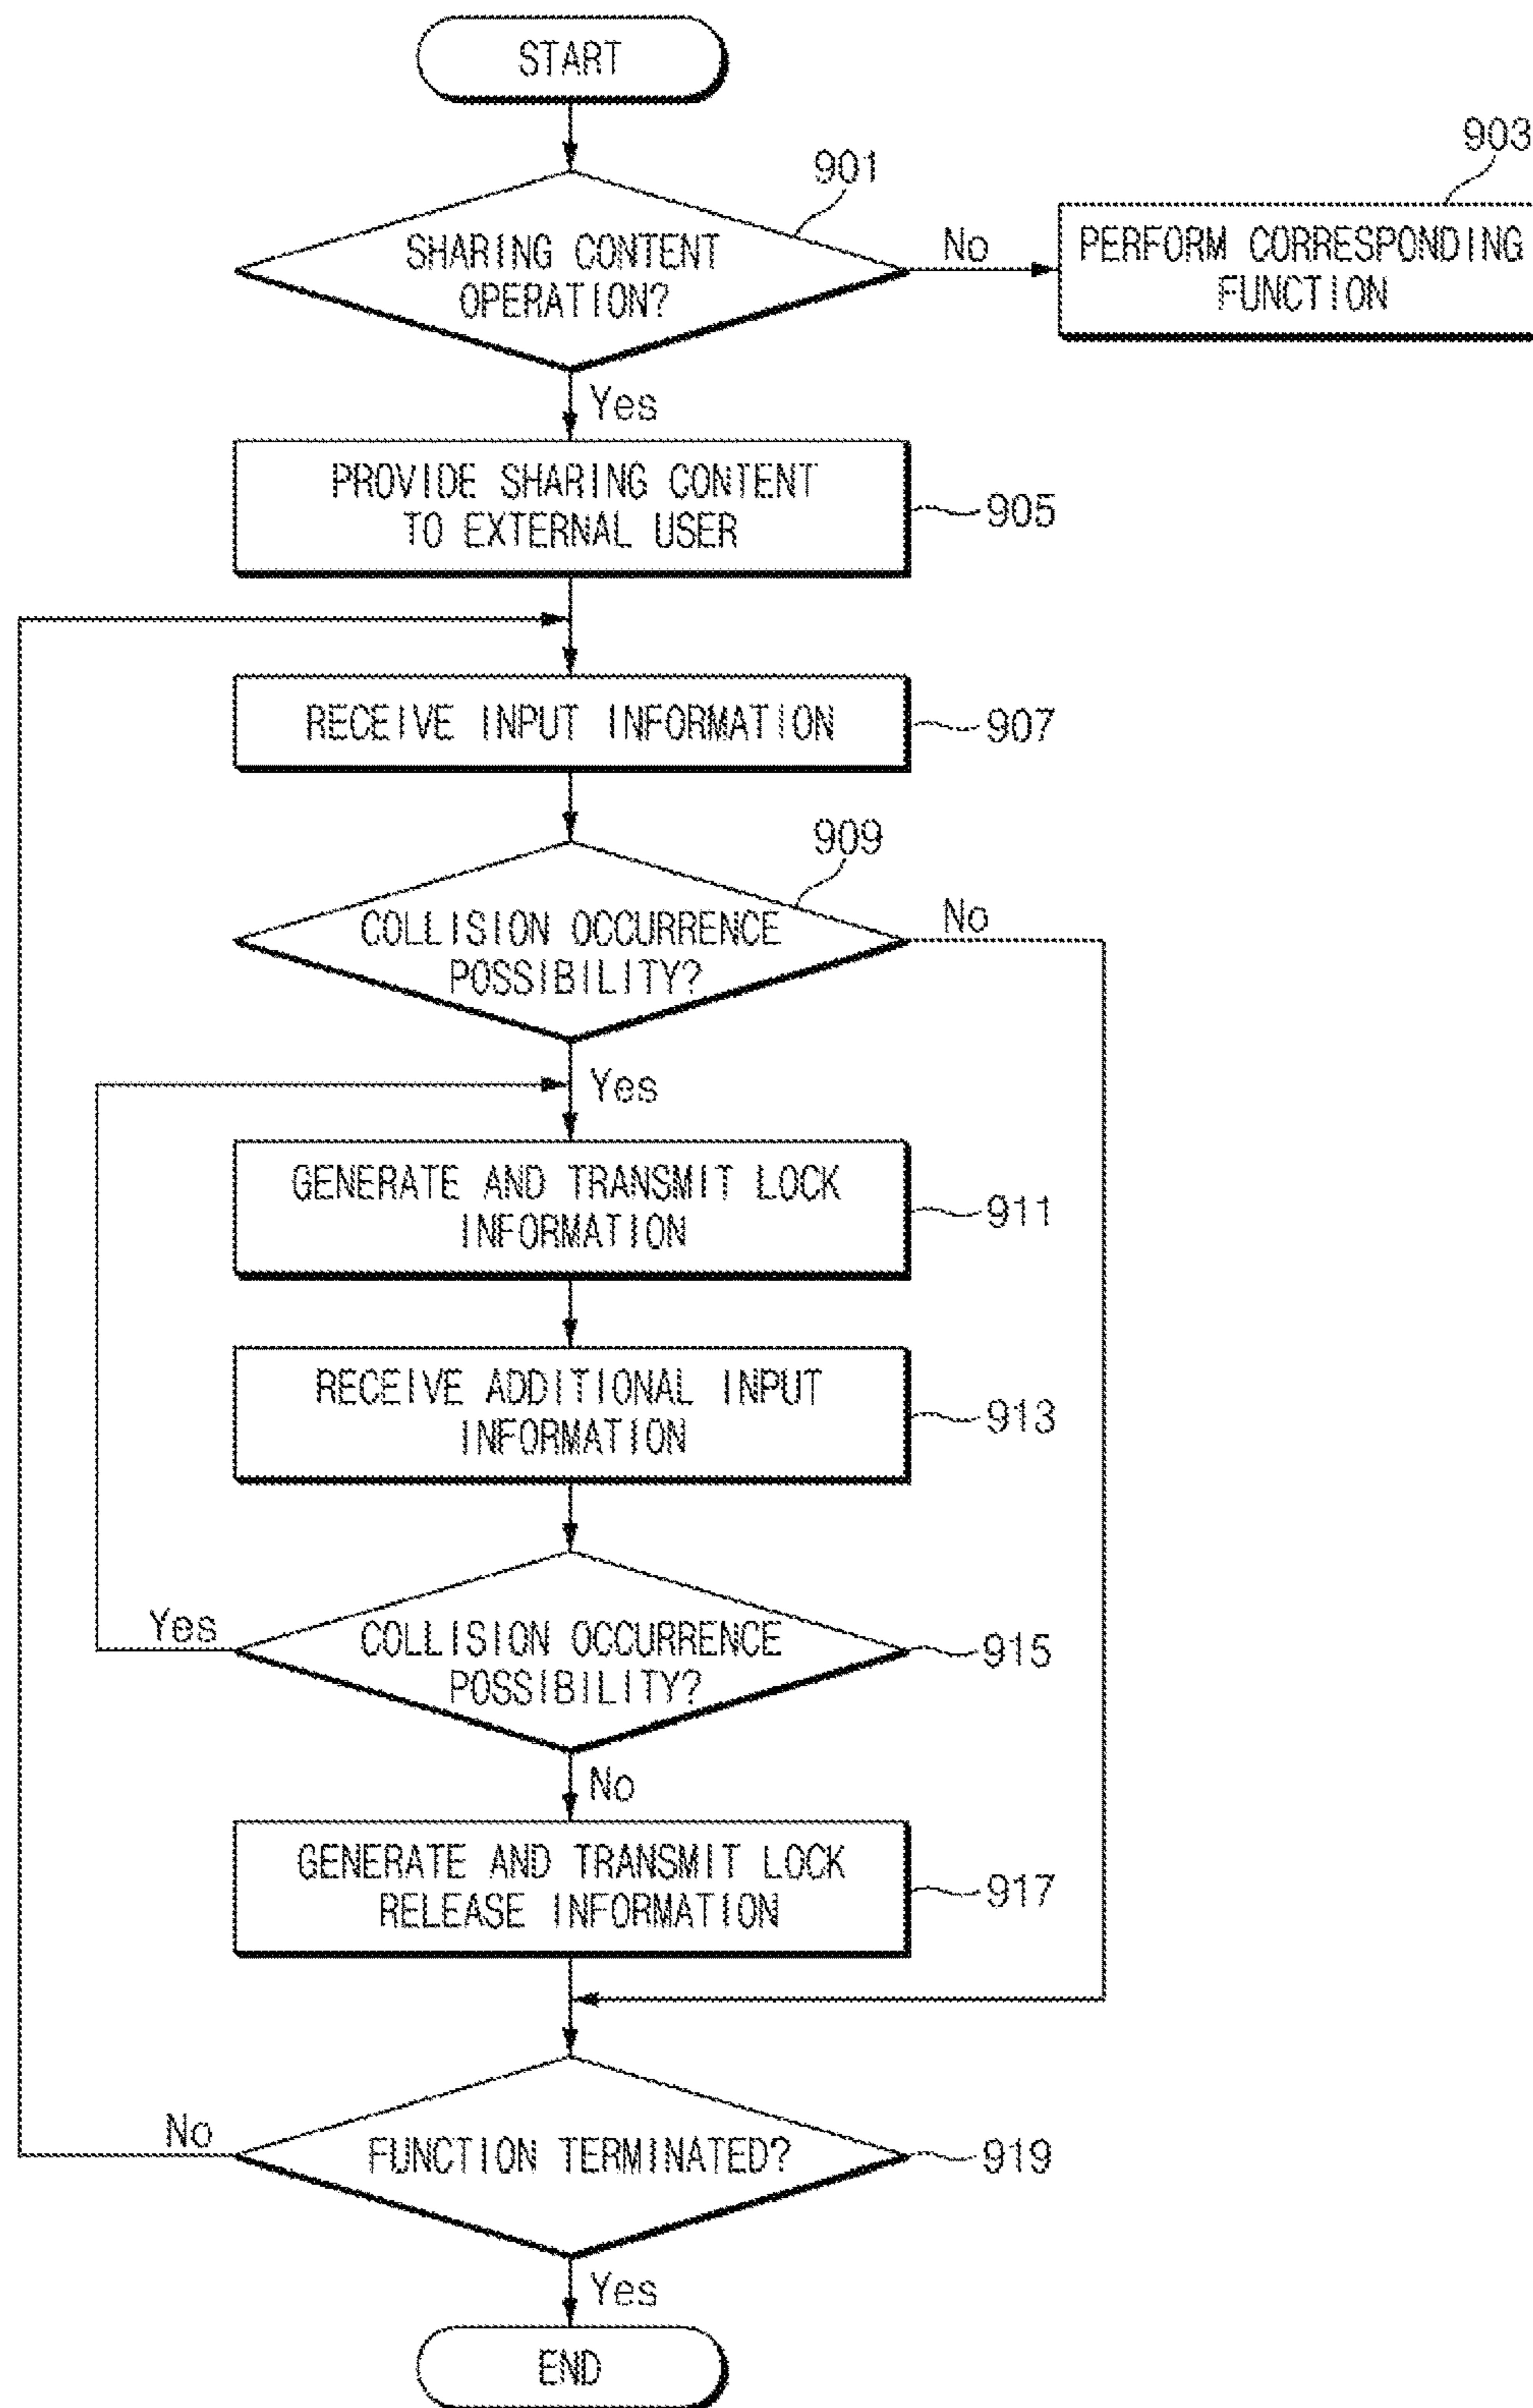 START
901
903
SHARING CONTENT
OPERATION?
No
PERFORM CORRESPONDING
FUNCTION
Yes
PROVIDE SHARING CONTENT
TO EXTERNAL USER
905
RECEIVE INPUT INFORMATION
907
909
COLLISION OCCURRENCE
POSSIBILITY?
No
Yes
GENERATE AND TRANSMIT LOCK
INFORMATION
911
RECEIVE ADDITIONAL INPUT
INFORMATION
913
Yes
COLLISION OCCURRENCE
POSSIBILITY?
915
No
GENERATE AND TRANSMIT LOCK
RELEASE INFORMATION
917
No
FUNCTION TERMINATED?
919
Yes
END